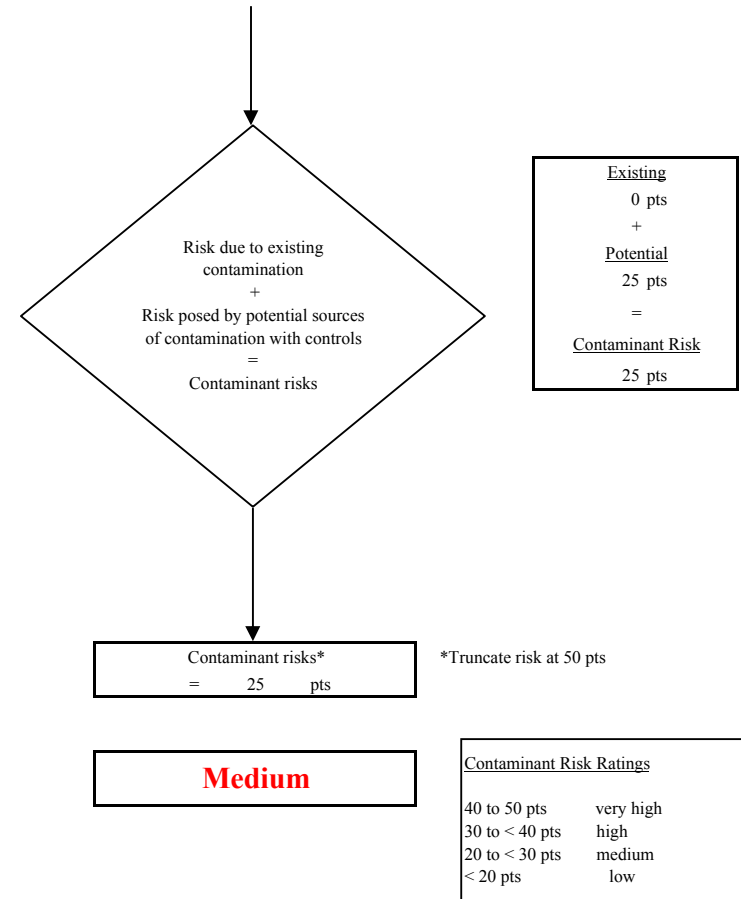 Risk due to existing
contamination
+
Risk posed by potential sources
of contamination with controls
=
Contaminant risks
Existing
0 pts
+
Potential
25 pts
=
Contaminant Risk
25 pts
Contaminant risks*
= 25 pts
*Truncate risk at 50 pts
Medium
Contaminant Risk Ratings
40 to 50 pts very high
30 to < 40 pts high
20 to < 30 pts medium
< 20 pts low